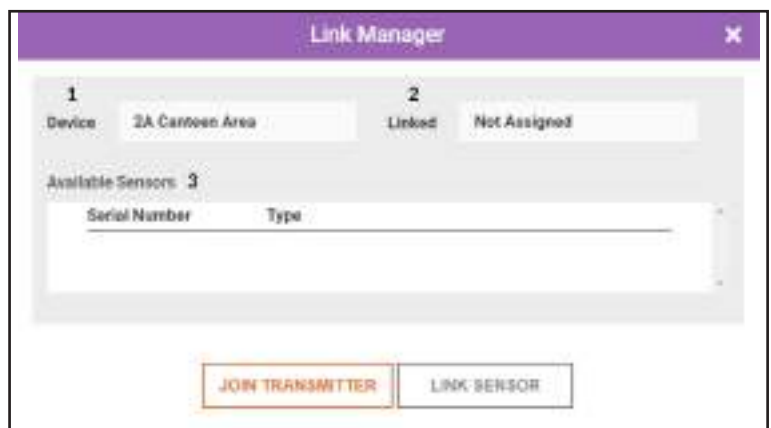 Link Manager ×
1 2
Device 2A Canteen Area Linked Not Assigned
Available Sensors 3
Serial Number Type
JOIN TRANSMITTER LINK SENSOR